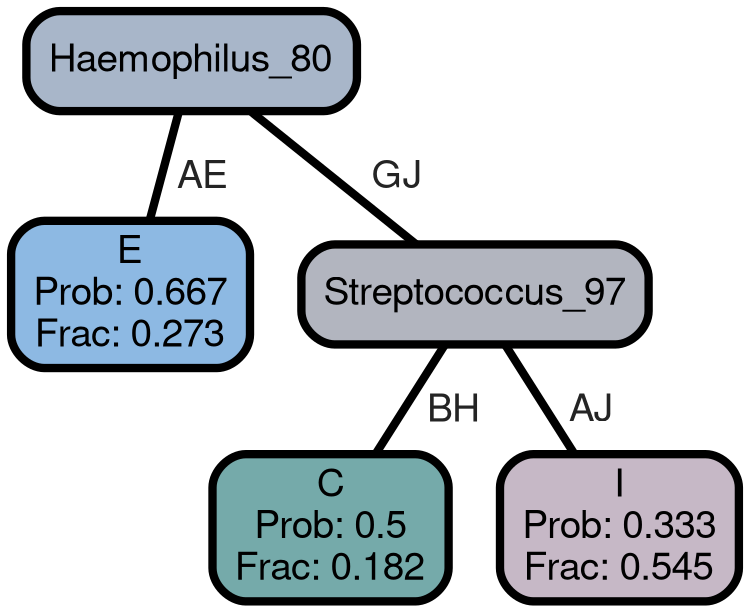 Haemophilus_80
AE
GJ
E
Prob: 0.667
Frac: 0.273
Streptococcus_97
BH
AJ
C
Prob: 0.5
Frac: 0.182
I
Prob: 0.333
Frac: 0.545